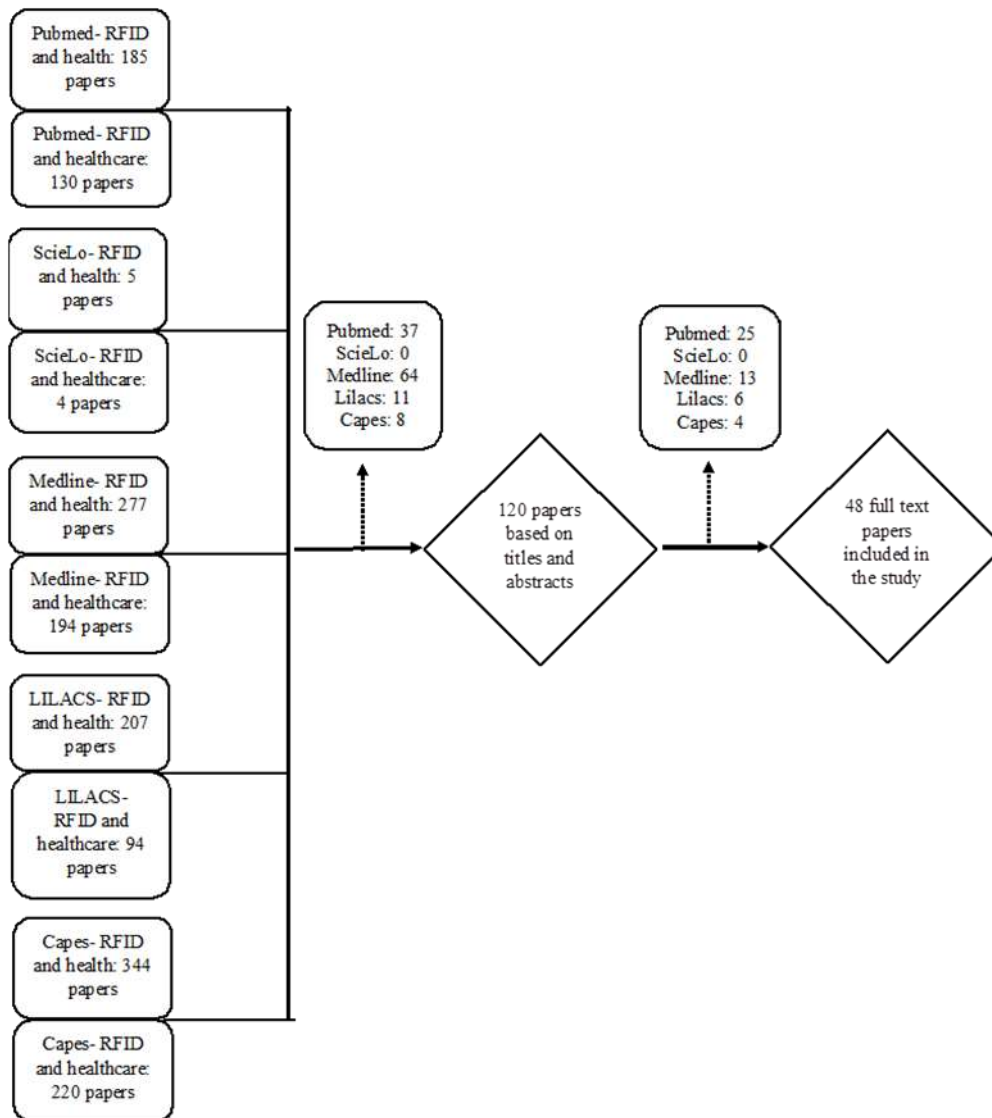 Pubmed- RFID
and health: 185
papers
Pubmed- RFID
and healthcare:
130 papers
ScieLo- RFID
and health: 5
papers
ScieLo- RFID
and healthcare:
4 papers
Medline- RFID
and health: 277
papers
Medline- RFID
and healthcare:
194 papers
LILACS- RFID
and health: 207
papers
LILACS-
RFID and
healthcare: 94
papers
Capes- RFID
and health: 344
papers
Capes- RFID
and healthcare:
220 papers
Pubmed: 37
ScieLo: 0
Medline: 64
Lilacs: 11
Capes: 8
120 papers
based on
titles and
abstracts
Pubmed: 25
ScieLo: 0
Medline: 13
Lilacs: 6
Capes: 4
48 full text
papers
included in
the study